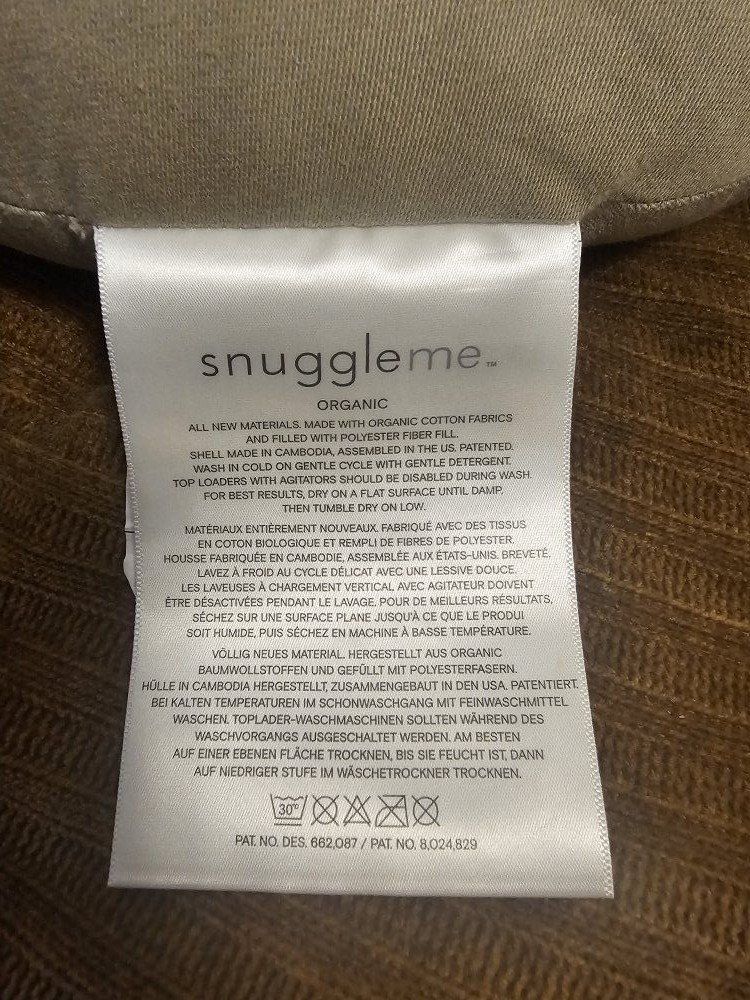 snuggleme™
ORGANIC
ALL NEW MATERIALS. MADE WITH ORGANIC COTTON FABRICS
AND FILLED WITH POLYESTER FIBER FILL.
SHELL MADE IN CAMBODIA, ASSEMBLED IN THE US. PATENTED.
WASH IN COLD ON GENTLE CYCLE WITH GENTLE DETERGENT.
TOP LOADERS WITH AGITATORS SHOULD BE DISABLED DURING WASH.
FOR BEST RESULTS, DRY ON A FLAT SURFACE UNTIL DAMP
THEN TUMBLE DRY ON LOW.
MATÉRIAUX ENTIÈREMENT NOUVEAUX. FABRIQUÉ AVEC DES TISSUS
EN COTON BIOLOGIQUE ET REMPLI DE FIBRES DE POLYESTER.
HOUSSE FABRIQUÉE EN CAMBODIE, ASSEMBLÉE AUX ÉTATS-UNIS. BREVETÉ.
LAVEZ À FROID AU CYCLE DÉLICAT AVEC UNE LESSIVE DOUCE.
LES LAVEUSES À CHARGEMENT VERTICAL AVEC AGITATEUR DOIVENT
ÊTRE DÉSACTIVÉES PENDANT LE LAVAGE. POUR DE MEILLEURS RÉSULTATS,
SÉCHEZ SUR UNE SURFACE PLANE JUSQU'À CE QUE LE PRODUI
SOIT HUMIDE, PUIS SÉCHEZ EN MACHINE À BASSE TEMPÉRATURE.
VÖLLIG NEUES MATERIAL. HERGESTELLT AUS ORGANIC
BAUMWOLLSTOFFEN UND GEFÜLLT MIT POLYESTERFASERN.
HÜLLE IN CAMBODIA HERGESTELLT, ZUSAMMENGEBAUT IN DEN USA. PATENTIERT.
BEI KALTEN TEMPERATUREN IM SCHONWASCHGANG MIT FEINWASCHMITTEL
WASCHEN. TOPLADER-WASCHMASCHINEN SOLLTEN WÄHREND DES
WASCHVORGANGS AUSGESCHALTET WERDEN. AM BESTEN
AUF EINER EBENEN FLÄCHE TROCKNEN, BIS SIE FEUCHT IST, DANN
AUF NIEDRIGER STUFE IM WÄSCHETROCKNER TROCKNEN.
30°
PAT. NO. DES. 662,087 / PAT. NO. 8,024,829